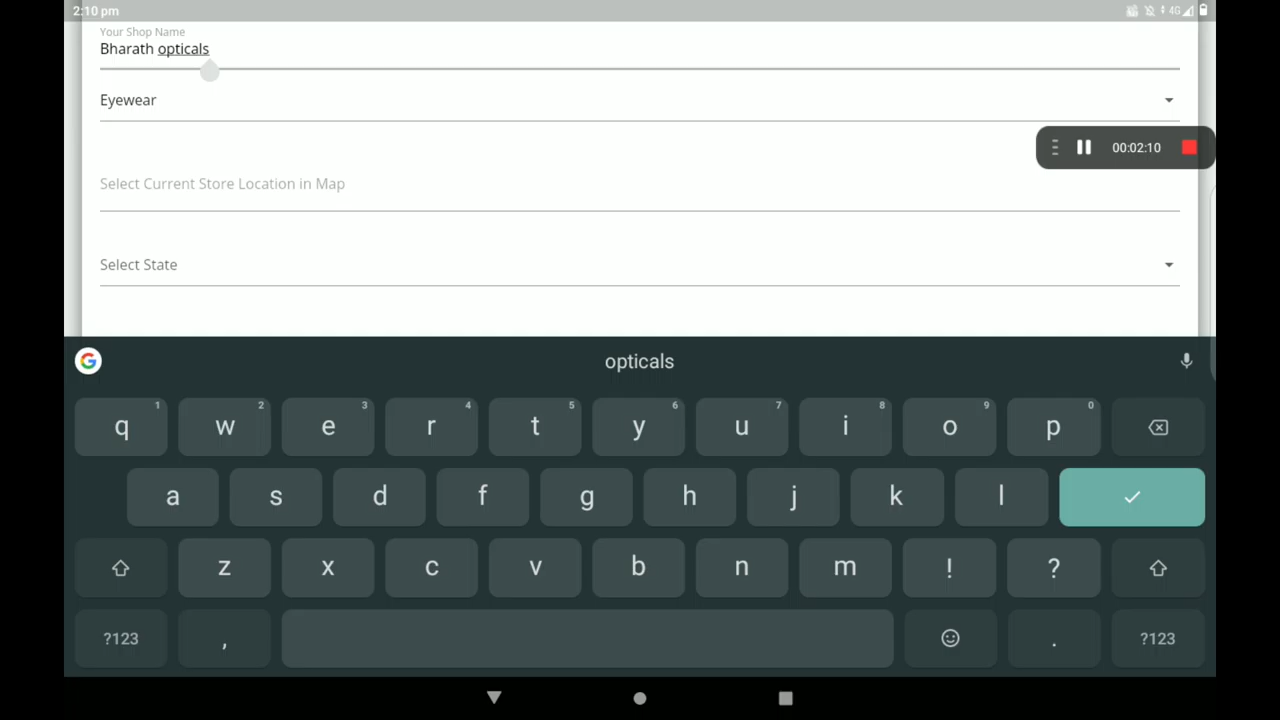 2:10 pm
4G
Your Shop Name
Bharath opticals
Eyewear
00:02:10
Select Current Store Location in Map
Select State
G
opticals
q 1 w 2 e 3 r 4 t 5 y 6 u 7 i 8 o 9 p 0
a s d f g h j k l
z x c v b n m ! ?
?123 , . ?123